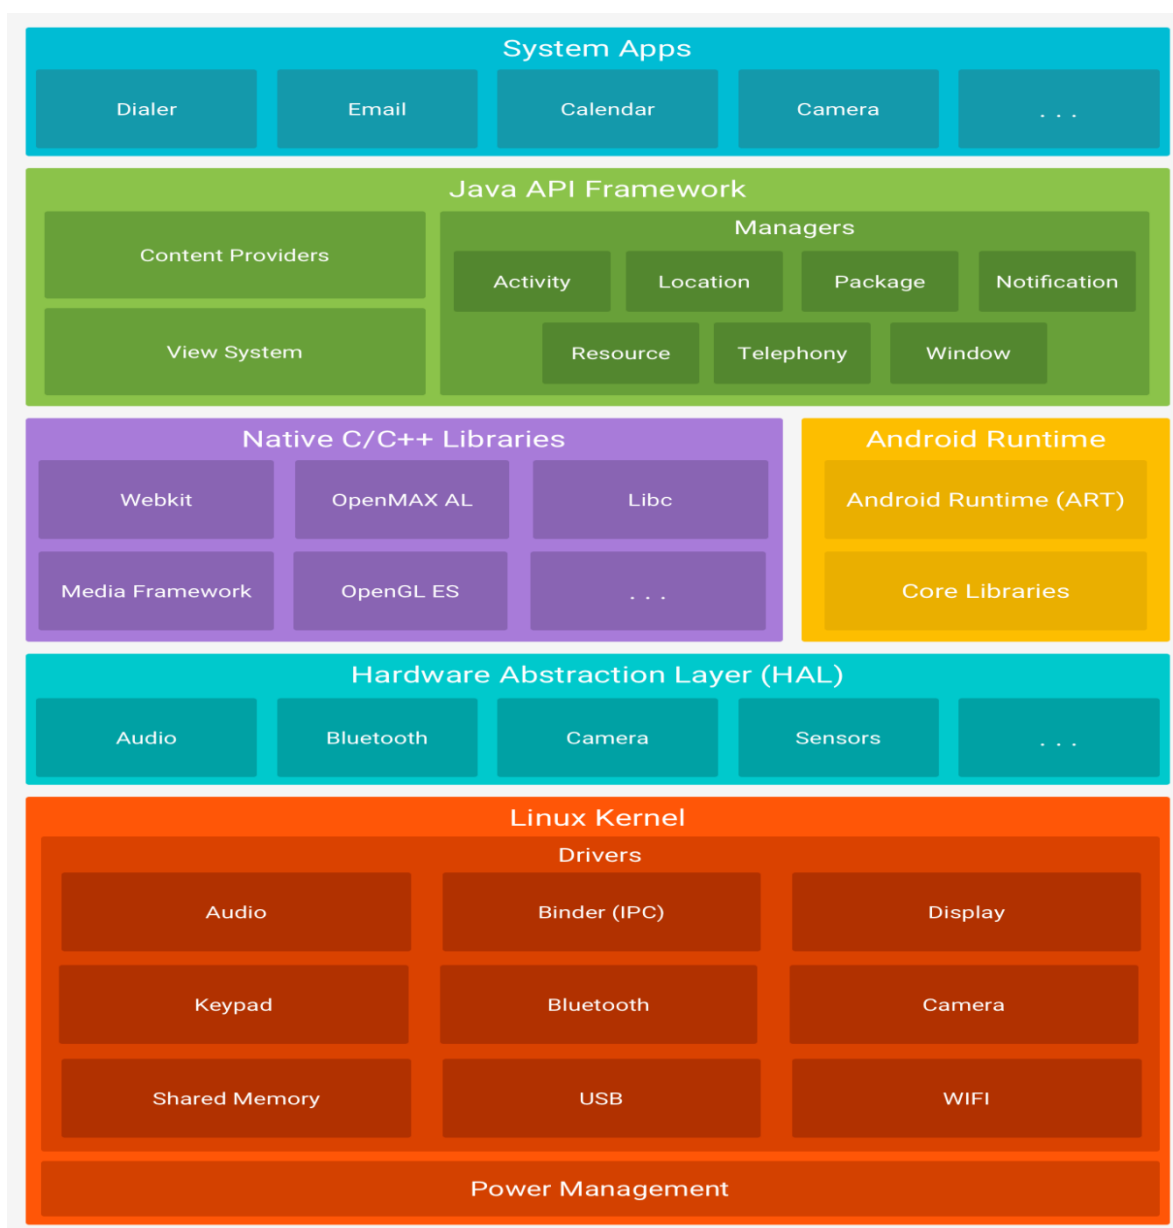 System Apps
Dialer
Email
Calendar
Camera
. . .
Java API Framework
Content Providers
View System
Managers
Activity
Location
Package
Notification
Resource
Telephony
Window
Native C/C++ Libraries
Webkit
OpenMAX AL
Libc
Media Framework
OpenGL ES
. . .
Android Runtime
Android Runtime (ART)
Core Libraries
Hardware Abstraction Layer (HAL)
Audio
Bluetooth
Camera
Sensors
. . .
Linux Kernel
Drivers
Audio
Binder (IPC)
Display
Keypad
Bluetooth
Camera
Shared Memory
USB
WIFI
Power Management